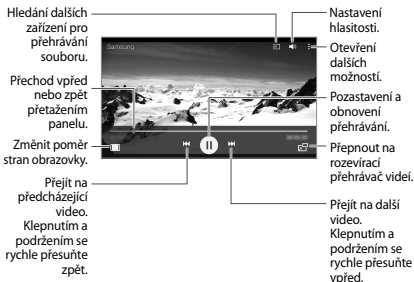 Hledání dalších
zařízení pro
přehrávání
souboru.
Přechod vpřed
nebo zpět
přetažením
panelu.
Změnit poměr
stran obrazovky.
Přejít na
předcházející
video.
Klepnutím a
podržením se
rychle přesuňte
zpět.
Samsung
Nastavení
hlasitosti.
Otevření
dalších
možností.
Pozastavení a
obnovení
přehrávání.
Přepnout na
rozevírací
přehrávač videí.
Přejít na další
video.
Klepnutím a
podržením se
rychle přesuňte
vpřed.